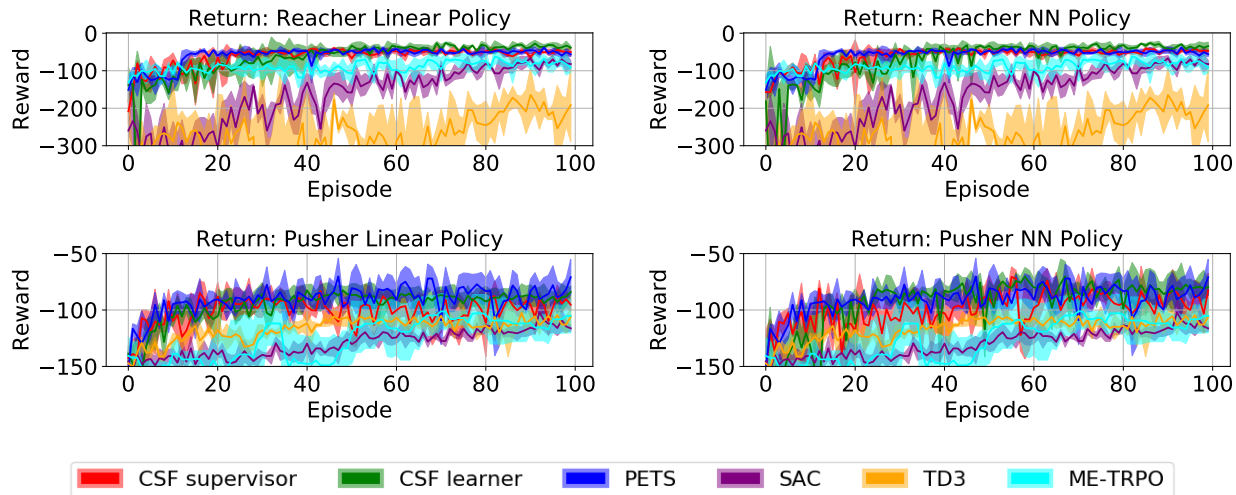 Return: Reacher Linear Policy
0
−100
−200
−300
Reward
0 20 40 60 80 100
Episode
Return: Reacher NN Policy
0
−100
−200
−300
Reward
0 20 40 60 80 100
Episode
Return: Pusher Linear Policy
−50
−100
−150
Reward
0 20 40 60 80 100
Episode
Return: Pusher NN Policy
−50
−100
−150
Reward
0 20 40 60 80 100
Episode
CSF supervisor CSF learner PETS SAC TD3 ME-TRPO